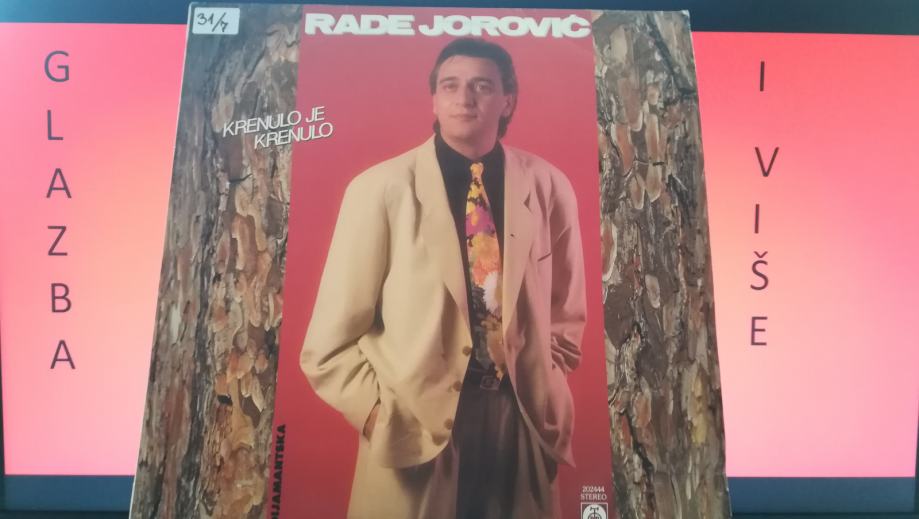 31/7
RADE JOROVIĆ
KRENULO JE
KRENULO
GLAZBA
I VIŠE
202444
STEREO